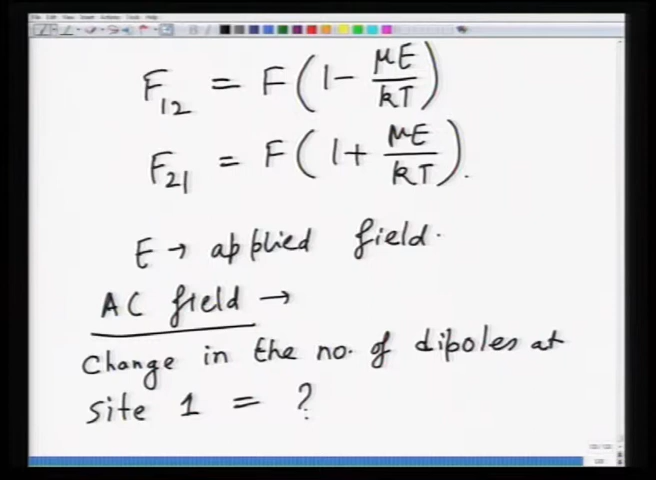 F₁₂ = F(1 - μE/kT)
F₂₁ = F(1 + μE/kT).
E → applied field.
AC field →
Change in the no. of dipoles at
site 1 = ?